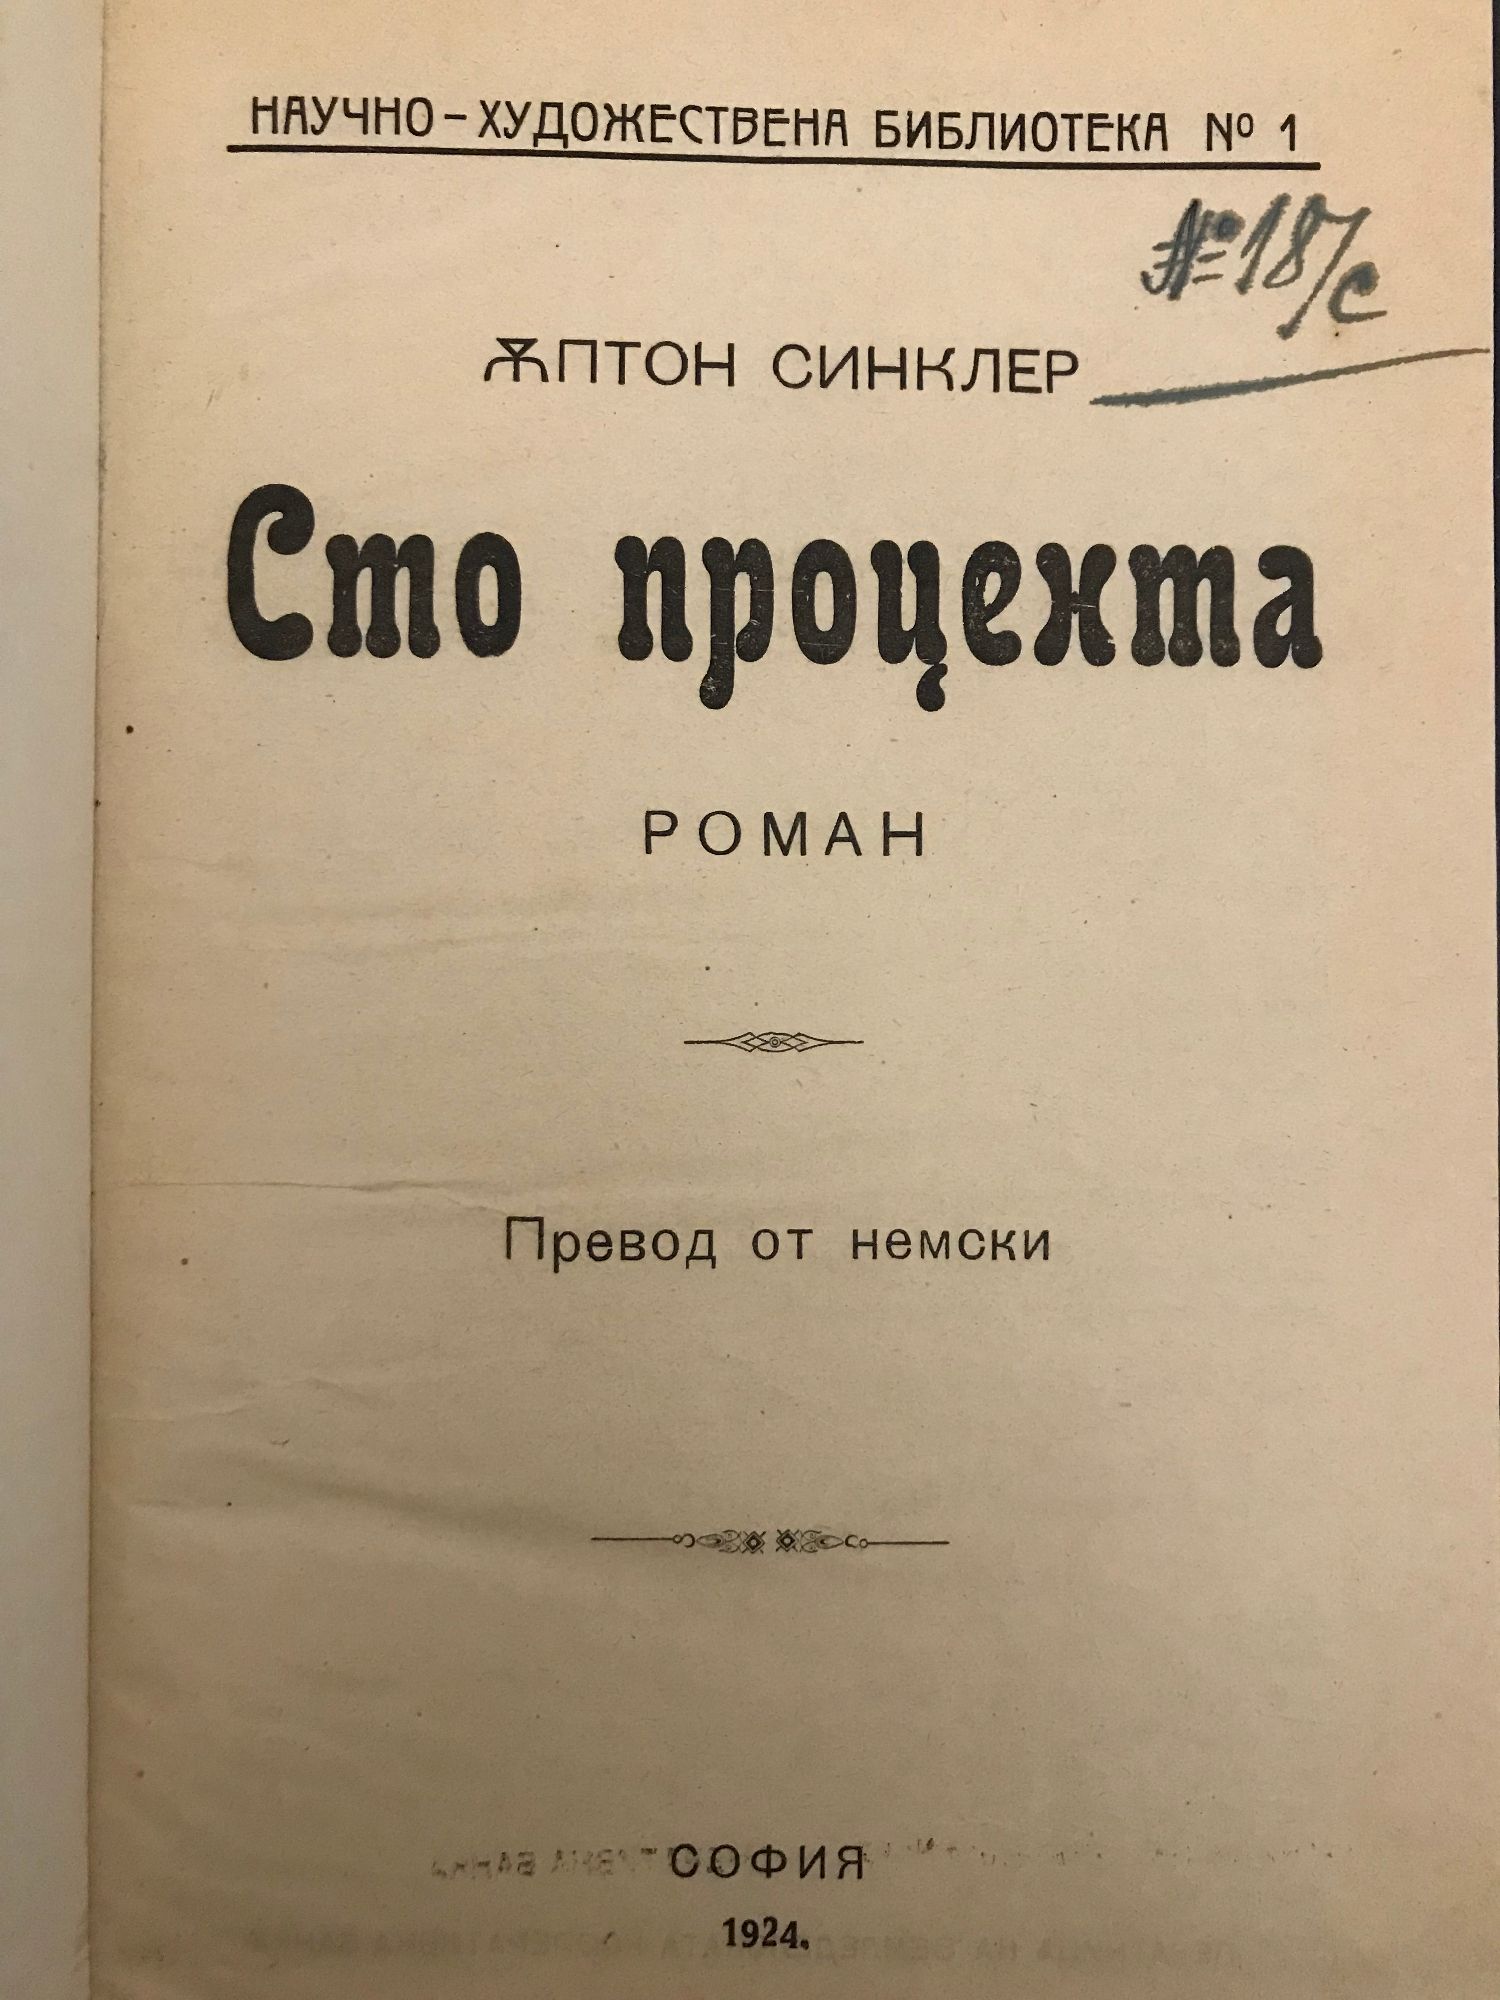 НАУЧНО-ХУДОЖЕСТВЕНА БИБЛИОТЕКА № 1
№ 187/с
ѪПТОН СИНКЛЕР
Сто процента
РОМАН
Превод от немски
СОФИЯ
1924.